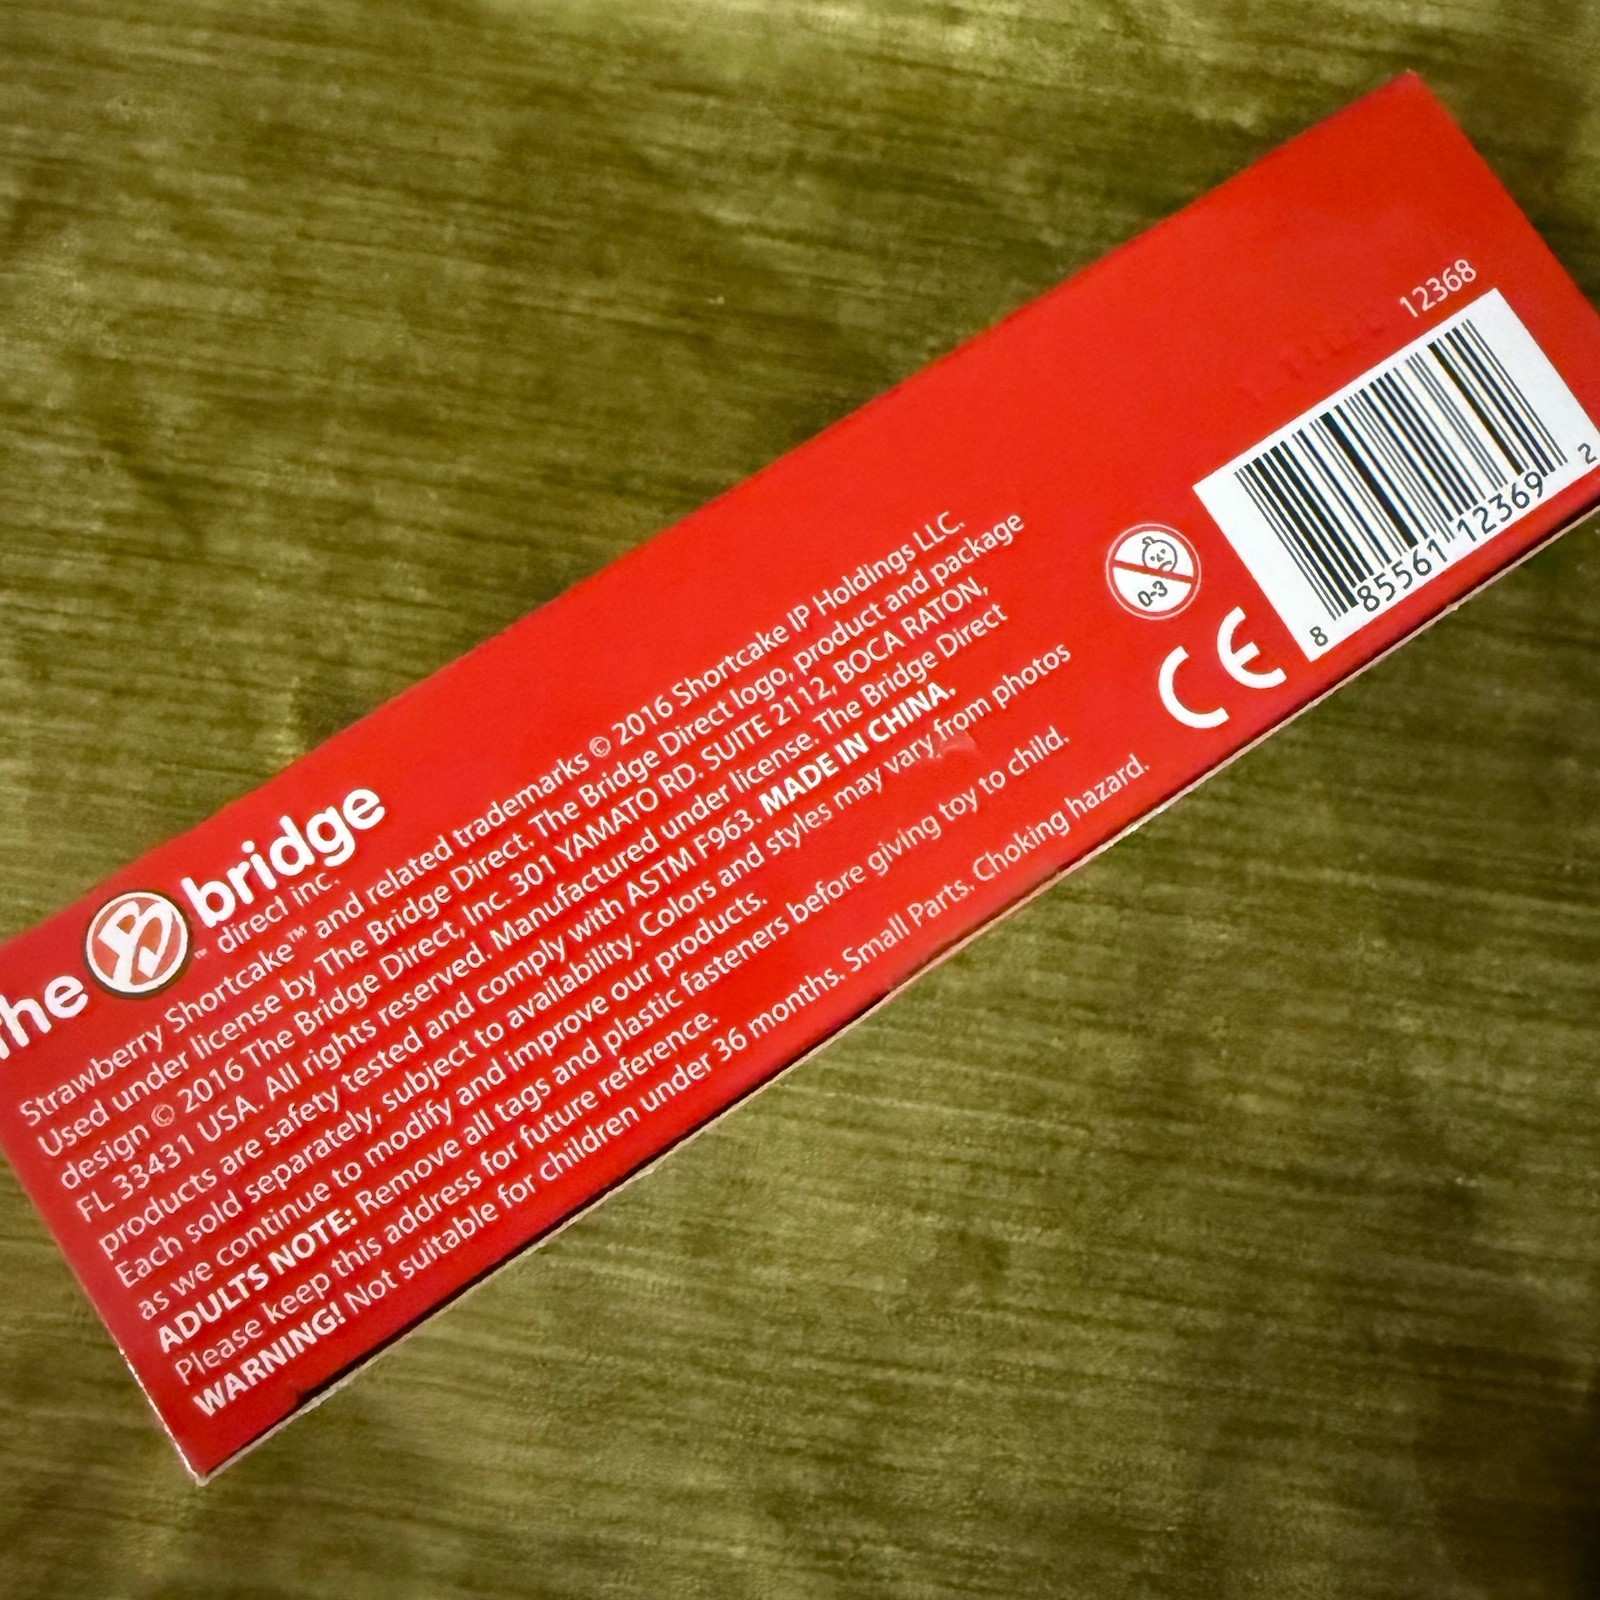 The B bridge
™ direct inc.
Strawberry Shortcake™ and related trademarks © 2016 Shortcake IP Holdings LLC.
Used under license by The Bridge Direct. The Bridge Direct logo, product and package
design © 2016 The Bridge Direct, Inc. 301 YAMATO RD. SUITE 2112, BOCA RATON,
FL 33431 USA. All rights reserved. Manufactured under license. The Bridge Direct
products are safety tested and comply with ASTM F963. MADE IN CHINA.
Each sold separately, subject to availability. Colors and styles may vary from photos
as we continue to modify and improve our products.
ADULTS NOTE: Remove all tags and plastic fasteners before giving toy to child.
Please keep this address for future reference.
WARNING! Not suitable for children under 36 months. Small Parts. Choking hazard.
0-3
CE
12368
8 85561 12369 2